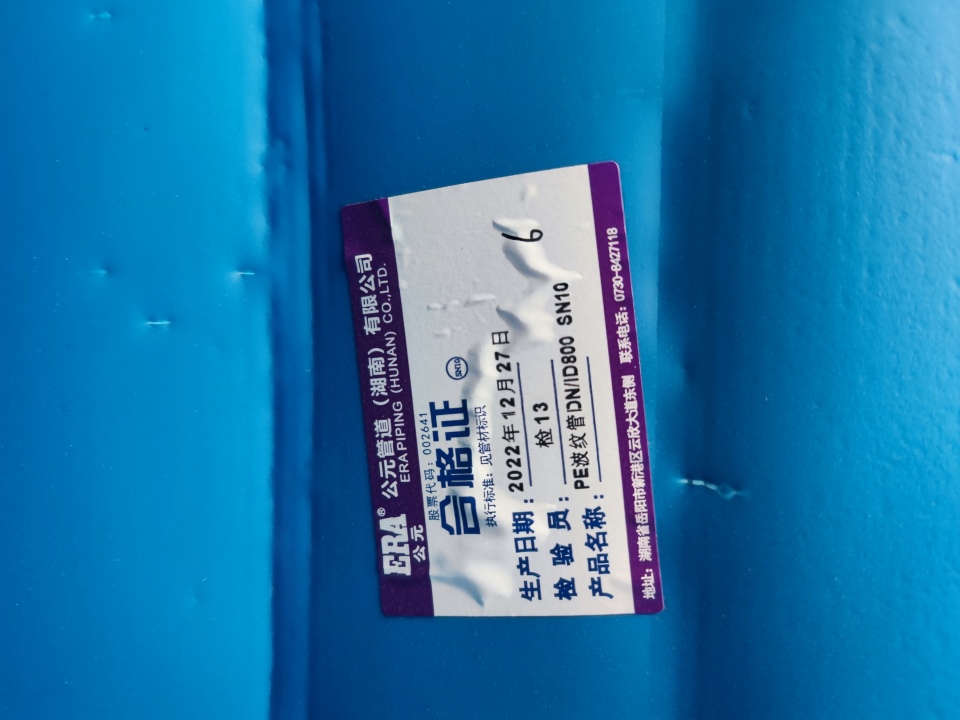 ERA® 公元管道（湖南）有限公司
公元 ERA PIPING (HUNAN) CO.,LTD.
股票代码：002641
合格证 SN10
执行标准：见管材标识
生产日期：2022年12月27日
检验员：检13
6
产品名称：PE波纹管DN/ID800 SN10
地址：湖南省岳阳市新港区云欣大道东侧 联系电话：0730-8427118